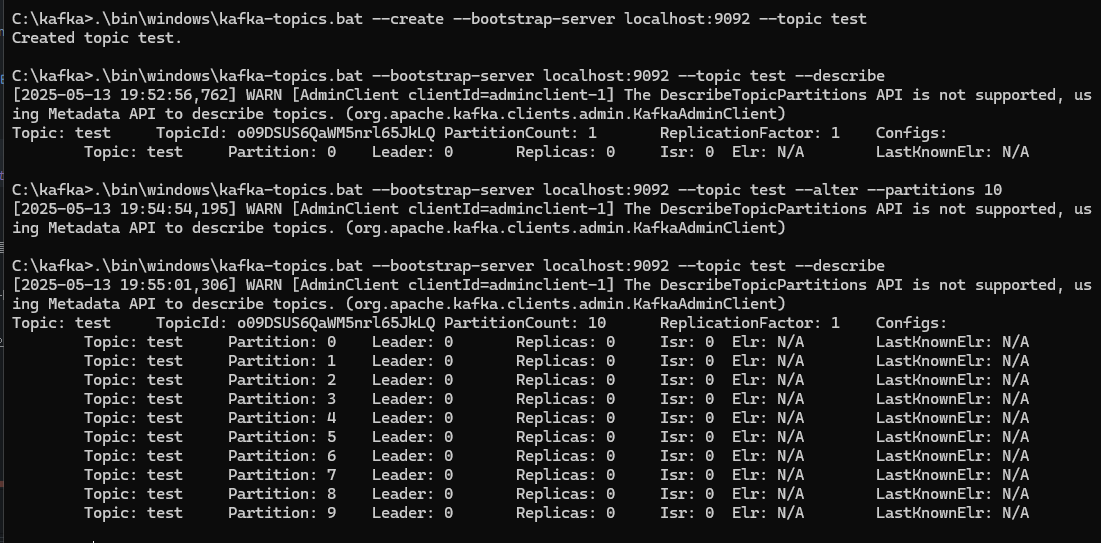 C:\kafka>.\bin\windows\kafka-topics.bat --create --bootstrap-server localhost:9092 --topic test
Created topic test.
C:\kafka>.\bin\windows\kafka-topics.bat --bootstrap-server localhost:9092 --topic test --describe
[2025-05-13 19:52:56,762] WARN [AdminClient clientId=adminclient-1] The DescribeTopicPartitions API is not supported, us
ing Metadata API to describe topics. (org.apache.kafka.clients.admin.KafkaAdminClient)
Topic: test TopicId: o09DSUS6QaWM5nrl65JkLQ PartitionCount: 1 ReplicationFactor: 1 Configs:
Topic: test Partition: 0 Leader: 0 Replicas: 0 Isr: 0 Elr: N/A LastKnownElr: N/A
C:\kafka>.\bin\windows\kafka-topics.bat --bootstrap-server localhost:9092 --topic test --alter --partitions 10
[2025-05-13 19:54:54,195] WARN [AdminClient clientId=adminclient-1] The DescribeTopicPartitions API is not supported, us
ing Metadata API to describe topics. (org.apache.kafka.clients.admin.KafkaAdminClient)
C:\kafka>.\bin\windows\kafka-topics.bat --bootstrap-server localhost:9092 --topic test --describe
[2025-05-13 19:55:01,306] WARN [AdminClient clientId=adminclient-1] The DescribeTopicPartitions API is not supported, us
ing Metadata API to describe topics. (org.apache.kafka.clients.admin.KafkaAdminClient)
Topic: test TopicId: o09DSUS6QaWM5nrl65JkLQ PartitionCount: 10 ReplicationFactor: 1 Configs:
Topic: test Partition: 0 Leader: 0 Replicas: 0 Isr: 0 Elr: N/A LastKnownElr: N/A
Topic: test Partition: 1 Leader: 0 Replicas: 0 Isr: 0 Elr: N/A LastKnownElr: N/A
Topic: test Partition: 2 Leader: 0 Replicas: 0 Isr: 0 Elr: N/A LastKnownElr: N/A
Topic: test Partition: 3 Leader: 0 Replicas: 0 Isr: 0 Elr: N/A LastKnownElr: N/A
Topic: test Partition: 4 Leader: 0 Replicas: 0 Isr: 0 Elr: N/A LastKnownElr: N/A
Topic: test Partition: 5 Leader: 0 Replicas: 0 Isr: 0 Elr: N/A LastKnownElr: N/A
Topic: test Partition: 6 Leader: 0 Replicas: 0 Isr: 0 Elr: N/A LastKnownElr: N/A
Topic: test Partition: 7 Leader: 0 Replicas: 0 Isr: 0 Elr: N/A LastKnownElr: N/A
Topic: test Partition: 8 Leader: 0 Replicas: 0 Isr: 0 Elr: N/A LastKnownElr: N/A
Topic: test Partition: 9 Leader: 0 Replicas: 0 Isr: 0 Elr: N/A LastKnownElr: N/A